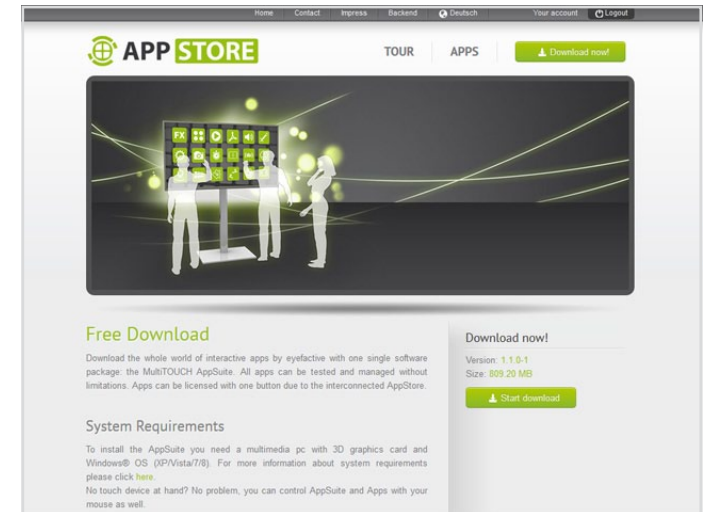 Home Contact Impress Backend Deutsch Your account Logout
APP STORE TOUR APPS Download now!
FX
Free Download
Download the whole world of interactive apps by eyefactive with one single software
package: the MultiTOUCH AppSuite. All apps can be tested and managed without
limitations. Apps can be licensed with one button due to the interconnected AppStore.
System Requirements
To install the AppSuite you need a multimedia pc with 3D graphics card and
Windows® OS (XP/Vista/7/8). For more information about system requirements
please click here.
No touch device at hand? No problem, you can control AppSuite and Apps with your
mouse as well.
Download now!
Version: 1.1.0-1
Size: 809.20 MB
Start download